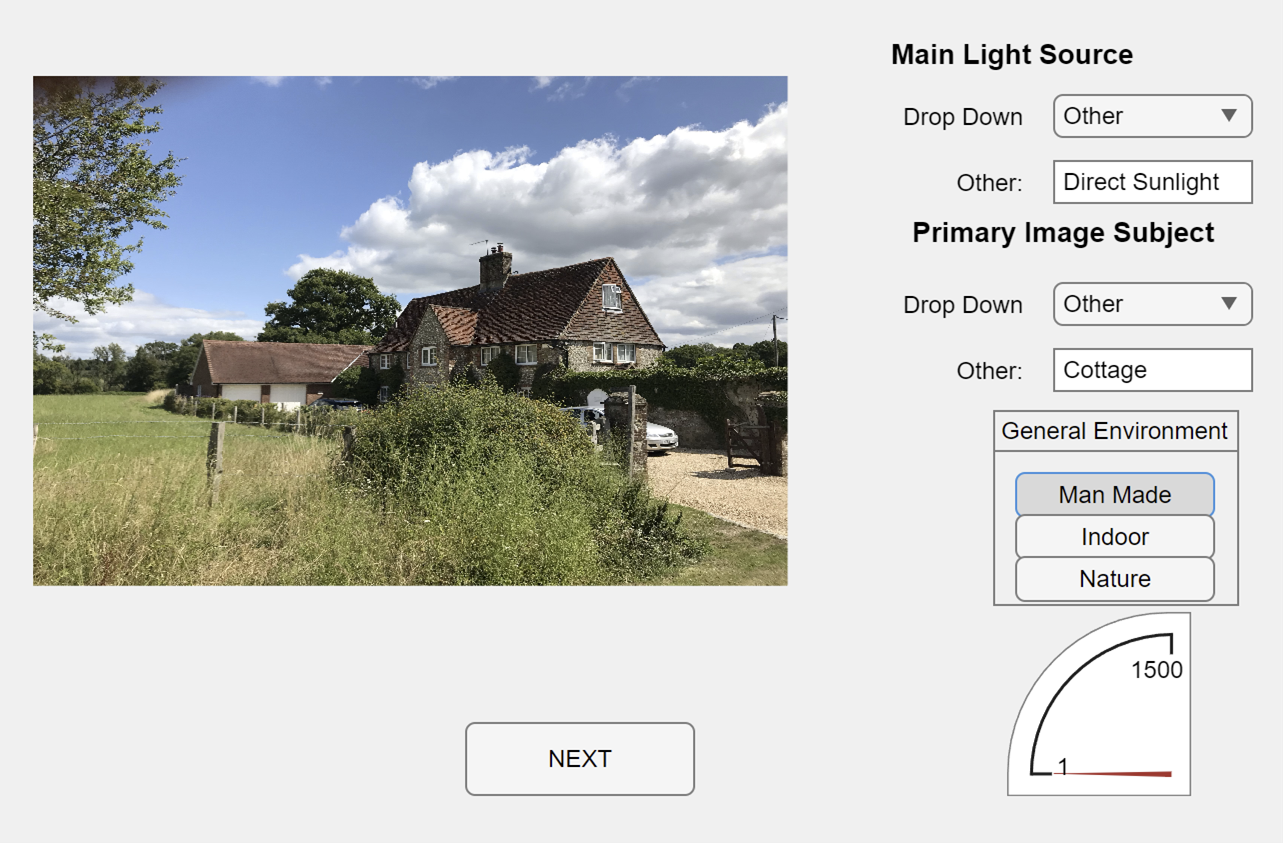 Main Light Source
Drop Down Other
Other: Direct Sunlight
Primary Image Subject
Drop Down Other
Other: Cottage
General Environment
Man Made
Indoor
Nature
1500
1
NEXT